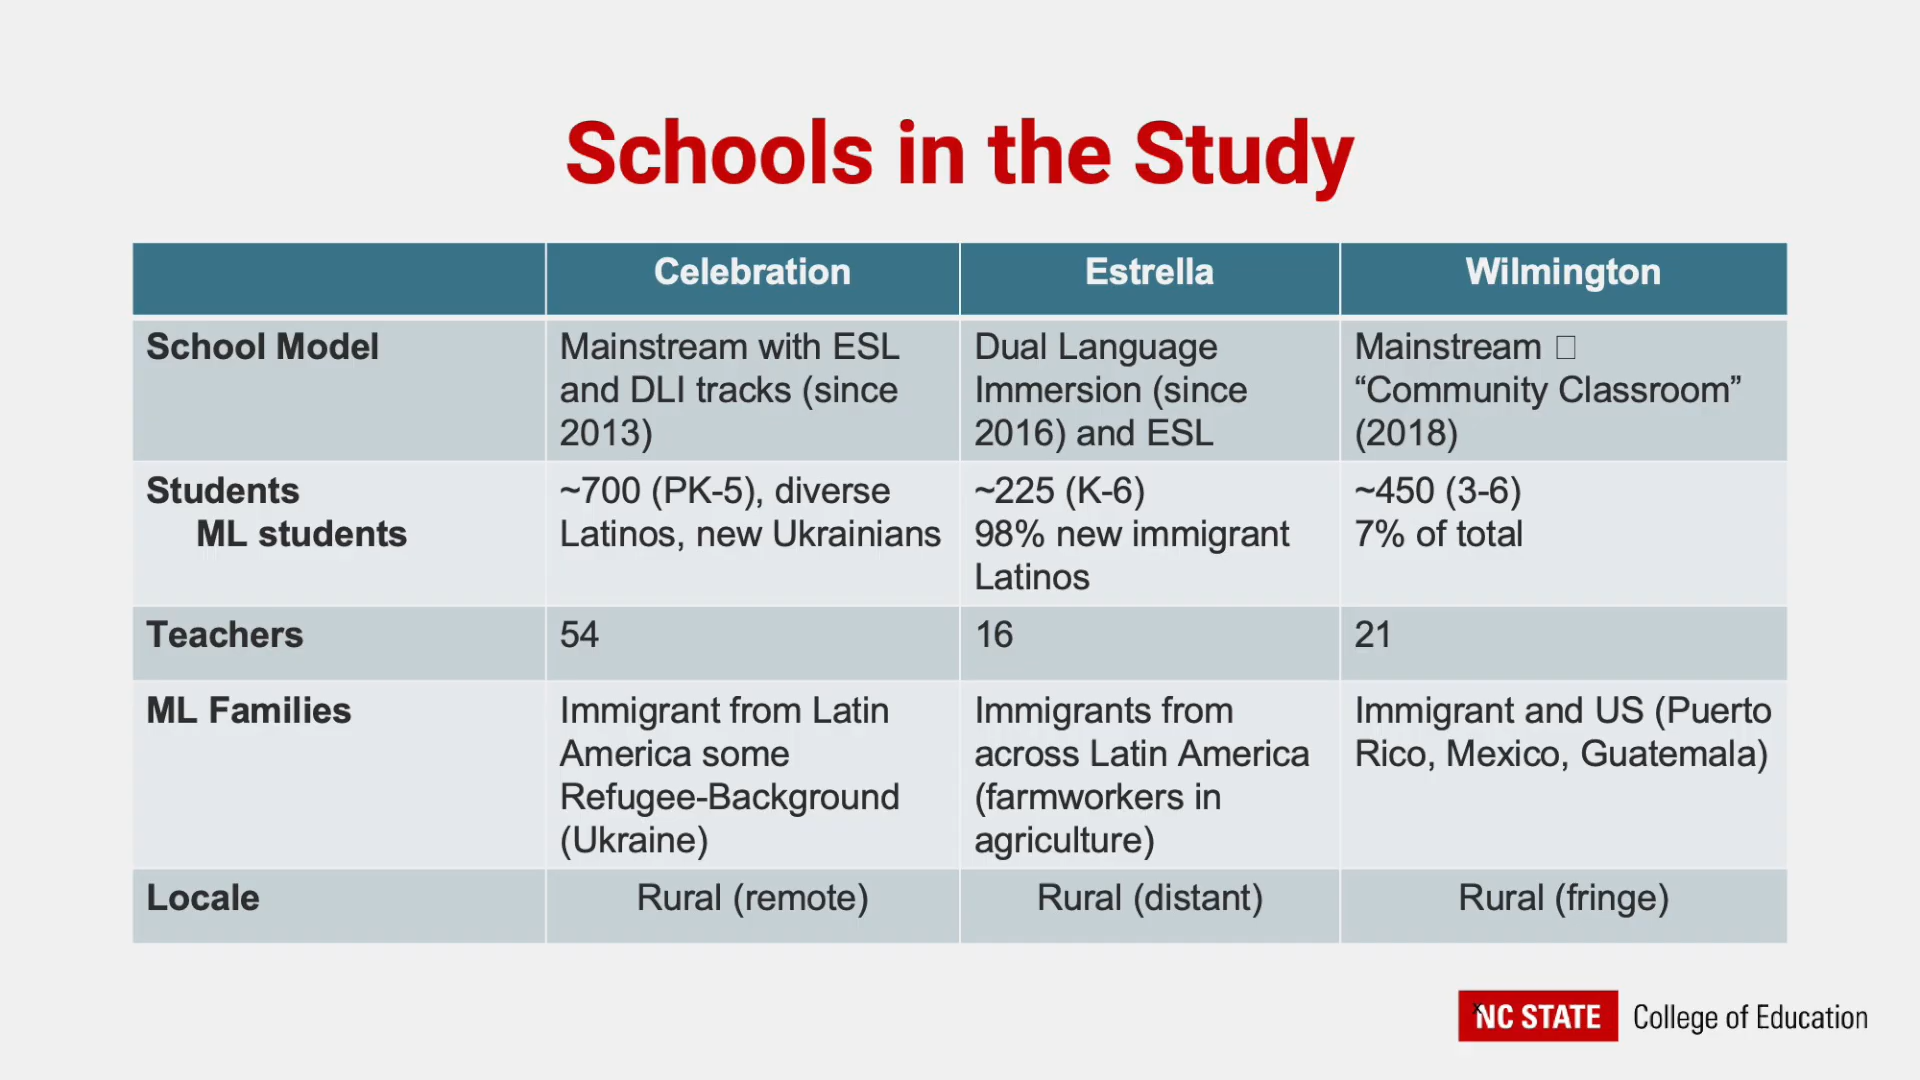 Schools in the Study
Celebration Estrella Wilmington
School Model
Mainstream with ESL
and DLI tracks (since
2013)
Dual Language
Immersion (since
2016) and ESL
Mainstream □
“Community Classroom”
(2018)
Students
ML students
~700 (PK-5), diverse
Latinos, new Ukrainians
~225 (K-6)
98% new immigrant
Latinos
~450 (3-6)
7% of total
Teachers
54
16
21
ML Families
Immigrant from Latin
America some
Refugee-Background
(Ukraine)
Immigrants from
across Latin America
(farmworkers in
agriculture)
Immigrant and US (Puerto
Rico, Mexico, Guatemala)
Locale
Rural (remote)
Rural (distant)
Rural (fringe)
x
NC STATE College of Education